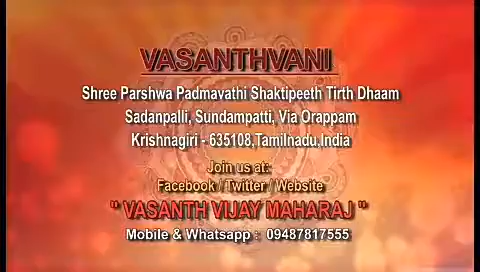 VASANTHVANI
Shree Parshwa Padmavathi Shaktipeeth Tirth Dhaam
Sadanpalli, Sundampatti, Via Orappam
Krishnagiri - 635108,Tamilnadu,India
Join us at:
Facebook / Twitter / Website
" VASANTH VIJAY MAHARAJ "
Mobile & Whatsapp : 09487817555